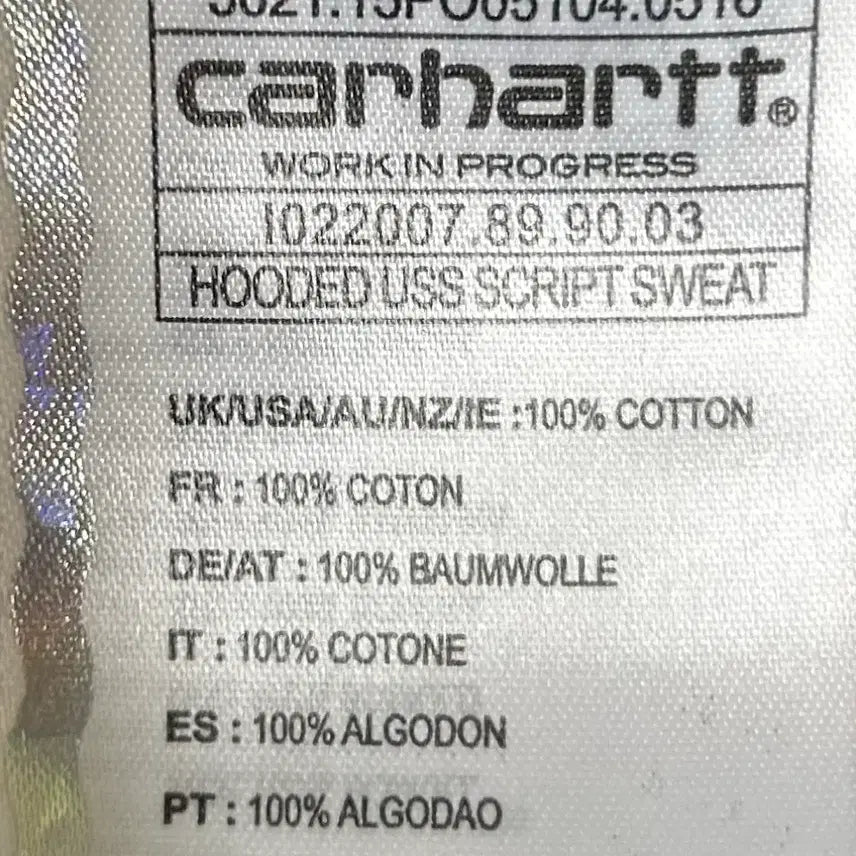 carhartt®
WORK IN PROGRESS
I022007.89.90.03
HOODED USS SCRIPT SWEAT
UK/USA/AU/NZ/IE :100% COTTON
FR : 100% COTON
DE/AT : 100% BAUMWOLLE
IT : 100% COTONE
ES : 100% ALGODON
PT : 100% ALGODAO